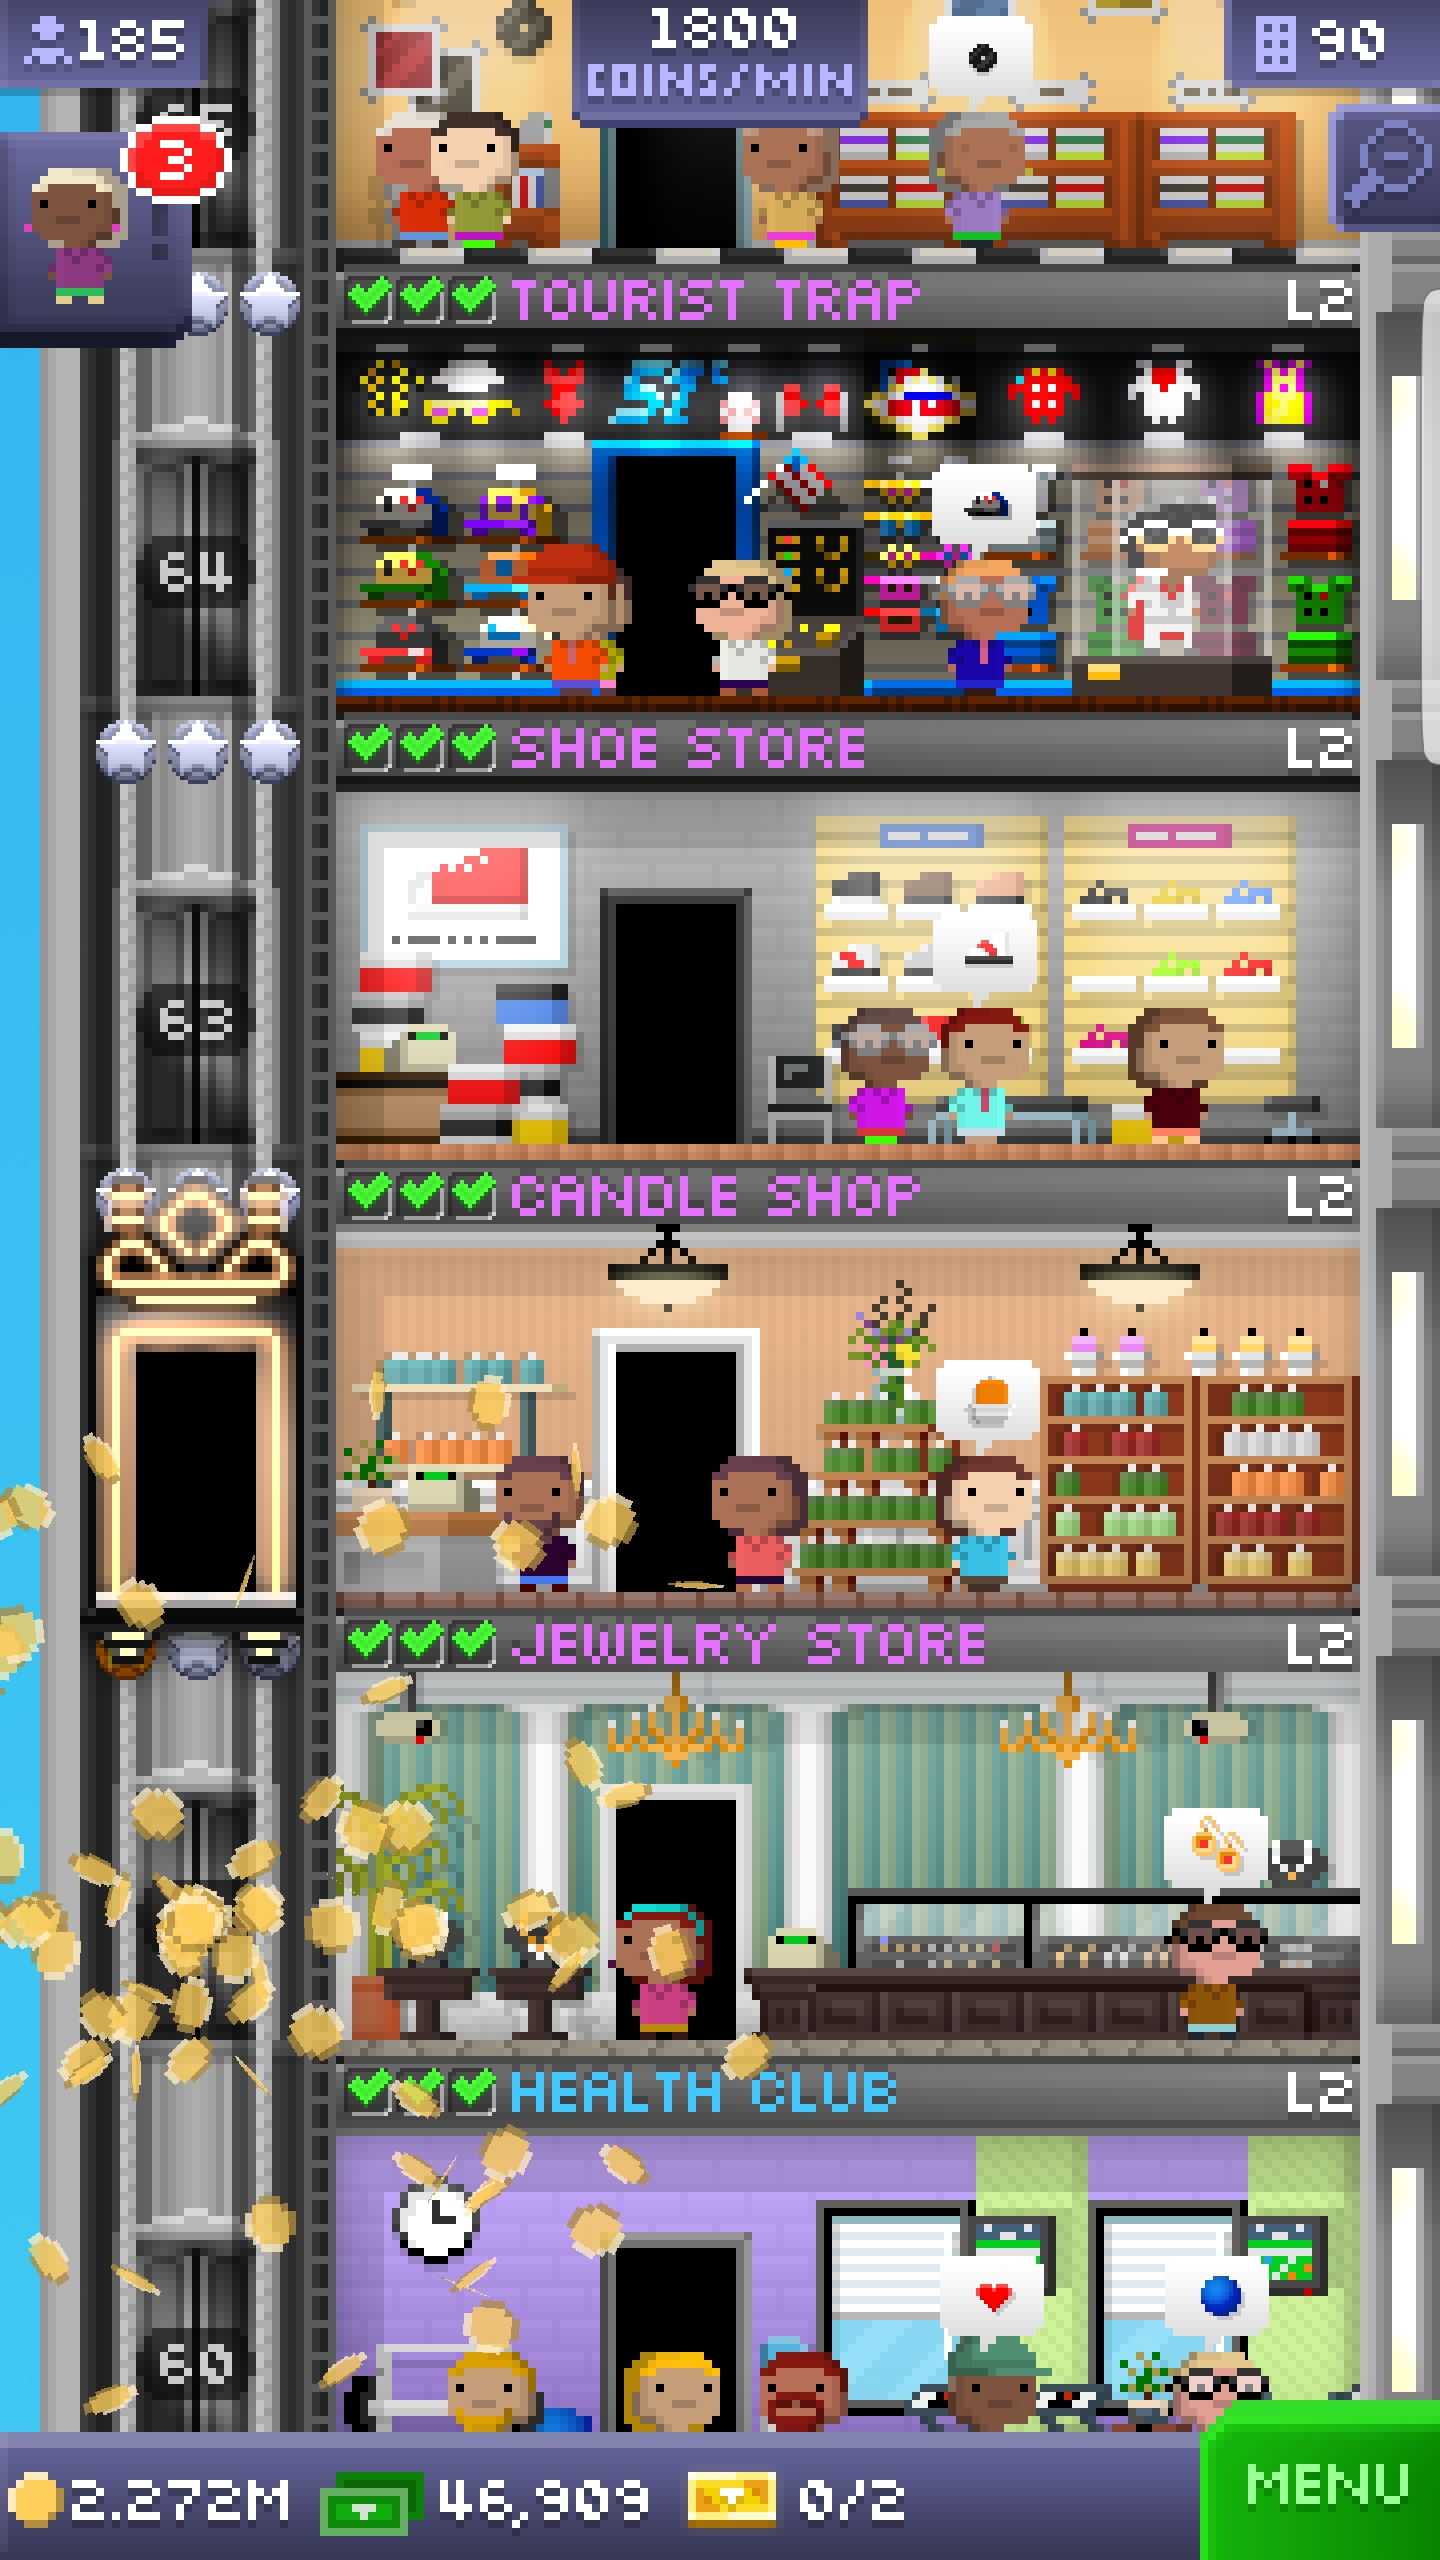 185
1800
COINS/MIN
90
3
TOURIST TRAP
L2
64
SHOE STORE
L2
63
CANDLE SHOP
L2
JEWELRY STORE
L2
HEALTH CLUB
L2
60
2.272M
46,909
0/2
MENU